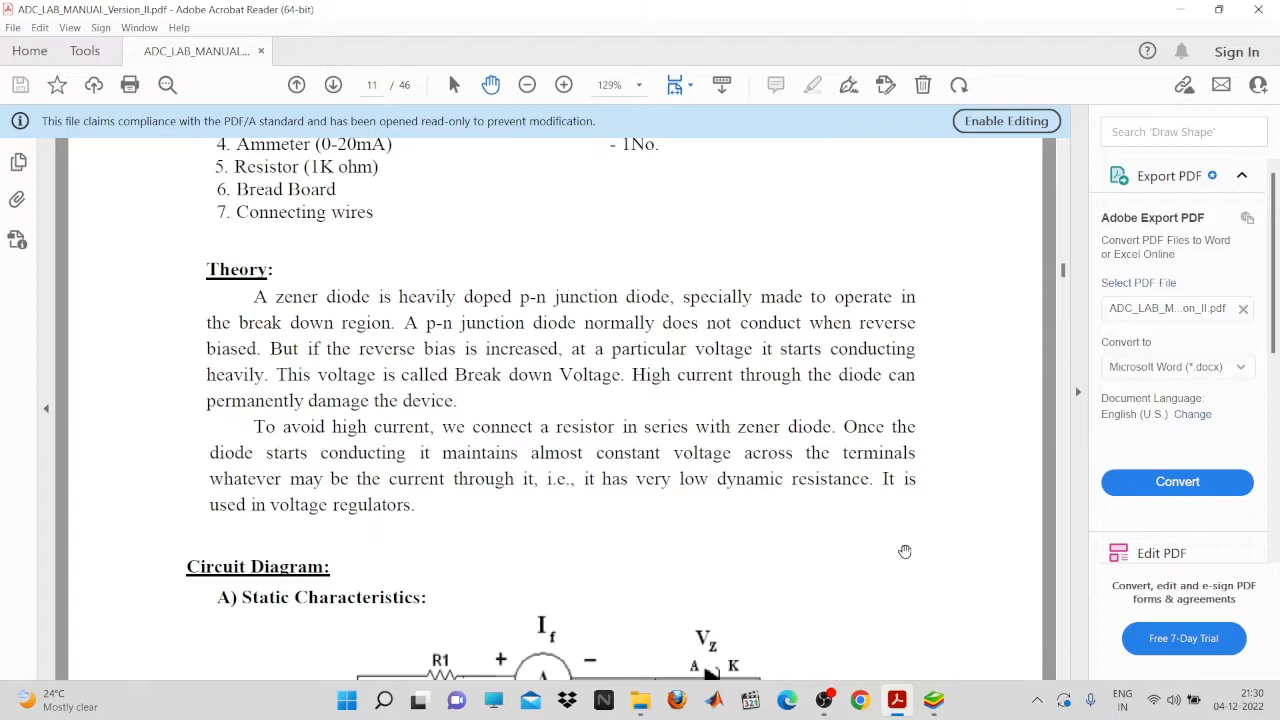 ADC_LAB_MANUAL_Version_II.pdf - Adobe Acrobat Reader (64-bit)
File Edit View Sign Window Help
Home Tools ADC_LAB_MANUAL... × Sign In
11 / 46 129%
This file claims compliance with the PDF/A standard and has been opened read-only to prevent modification. Enable Editing
4. Ammeter (0-20mA) - 1No.
5. Resistor (1K ohm)
6. Bread Board
7. Connecting wires
Theory:
A zener diode is heavily doped p-n junction diode, specially made to operate in
the break down region. A p-n junction diode normally does not conduct when reverse
biased. But if the reverse bias is increased, at a particular voltage it starts conducting
heavily. This voltage is called Break down Voltage. High current through the diode can
permanently damage the device.
To avoid high current, we connect a resistor in series with zener diode. Once the
diode starts conducting it maintains almost constant voltage across the terminals
whatever may be the current through it, i.e., it has very low dynamic resistance. It is
used in voltage regulators.
Circuit Diagram:
A) Static Characteristics:
If
VZ
R1 + A − A K
Search 'Draw Shape'
Export PDF
Adobe Export PDF
Convert PDF Files to Word
or Excel Online
Select PDF File
ADC_LAB_M...on_II.pdf
Convert to
Microsoft Word (*.docx)
Document Language:
English (U.S.) Change
Convert
Edit PDF
Convert, edit and e-sign PDF
forms & agreements
Free 7-Day Trial
24°C
Mostly clear
321
ENG
IN
21:30
04-12-2022